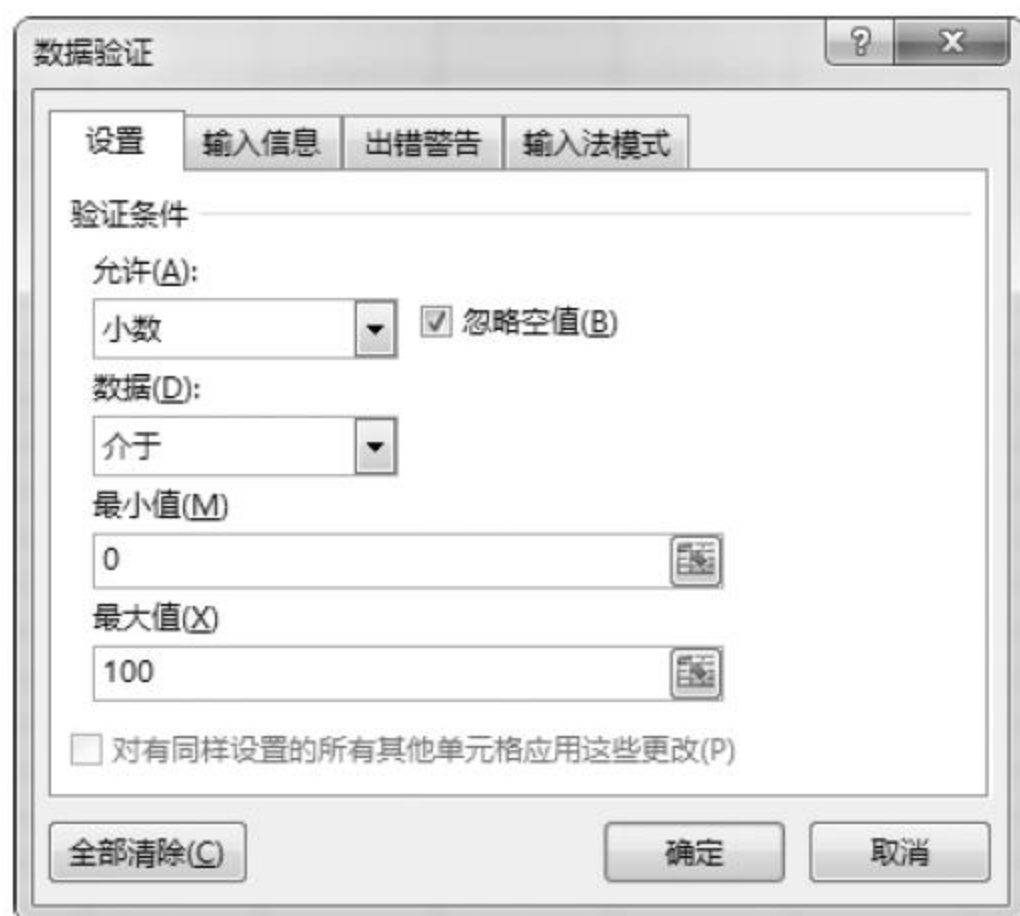 数据验证
设置 输入信息 出错警告 输入法模式
验证条件
允许(A):
小数 忽略空值(B)
数据(D):
介于
最小值(M)
0
最大值(X)
100
对有同样设置的所有其他单元格应用这些更改(P)
全部清除(C) 确定 取消